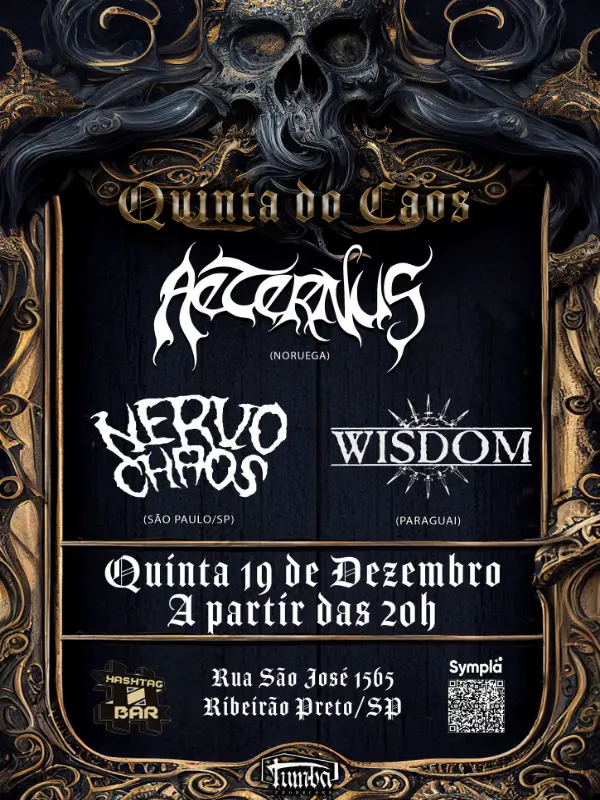 Quinta do Caos
AETERNUS
(NORUEGA)
NERVO
CHAOS
(SÃO PAULO/SP)
WISDOM
(PARAGUAI)
Quinta 19 de Dezembro
A partir das 20h
HASHTAG
BAR
Rua São José 1565
Ribeirão Preto/SP
Sympla
Tumba
PRODUÇÕES